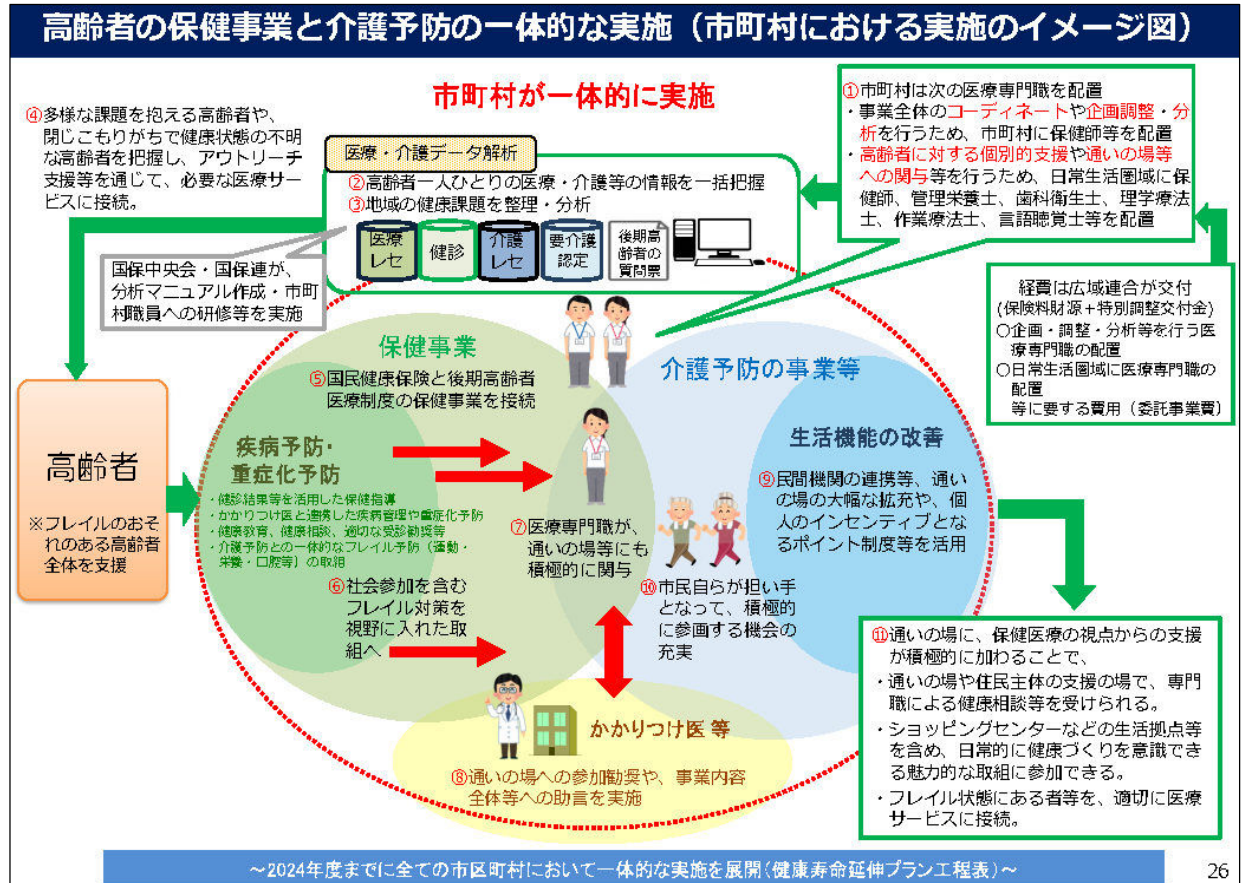 高齢者の保健事業と介護予防の一体的な実施（市町村における実施のイメージ図）
市町村が一体的に実施
④多様な課題を抱える高齢者や、
閉じこもりがちで健康状態の不明
な高齢者を把握し、アウトリーチ
支援等を通じて、必要な医療サー
ビスに接続。
医療・介護データ解析
②高齢者一人ひとりの医療・介護等の情報を一括把握
③地域の健康課題を整理・分析
医療
レセ
健診
介護
レセ
要介護
認定
後期高
齢者の
質問票
①市町村は次の医療専門職を配置
・事業全体のコーディネートや企画調整・分
析を行うため、市町村に保健師等を配置
・高齢者に対する個別的支援や通いの場等
への関与等を行うため、日常生活圏域に保
健師、管理栄養士、歯科衛生士、理学療法
士、作業療法士、言語聴覚士等を配置
国保中央会・国保連が、
分析マニュアル作成・市町
村職員への研修等を実施
経費は広域連合が交付
(保険料財源＋特別調整交付金)
○企画・調整・分析等を行う医
療専門職の配置
○日常生活圏域に医療専門職の
配置
等に要する費用（委託事業費）
高齢者
※フレイルのおそ
れのある高齢者
全体を支援
保健事業
⑤国民健康保険と後期高齢者
医療制度の保健事業を接続
疾病予防・
重症化予防
・健診結果等を活用した保健指導
・かかりつけ医と連携した疾病管理や重症化予防
・健康教育、健康相談、適切な受診勧奨等
・介護予防との一体的なフレイル予防（運動・
栄養・口腔等）の取組
⑥社会参加を含む
フレイル対策を
視野に入れた取
組へ
⑦医療専門職が、
通いの場等にも
積極的に関与
介護予防の事業等
生活機能の改善
⑨民間機関の連携等、通い
の場の大幅な拡充や、個
人のインセンティブとな
るポイント制度等を活用
⑩市民自らが担い手
となって、積極的
に参画する機会の
充実
かかりつけ医 等
⑧通いの場への参加勧奨や、事業内容
全体等への助言を実施
⑪通いの場に、保健医療の視点からの支援
が積極的に加わることで、
・通いの場や住民主体の支援の場で、専門
職による健康相談等を受けられる。
・ショッピングセンターなどの生活拠点等
を含め、日常的に健康づくりを意識でき
る魅力的な取組に参加できる。
・フレイル状態にある者等を、適切に医療
サービスに接続。
～2024年度までに全ての市区町村において一体的な実施を展開(健康寿命延伸プラン工程表)～
26